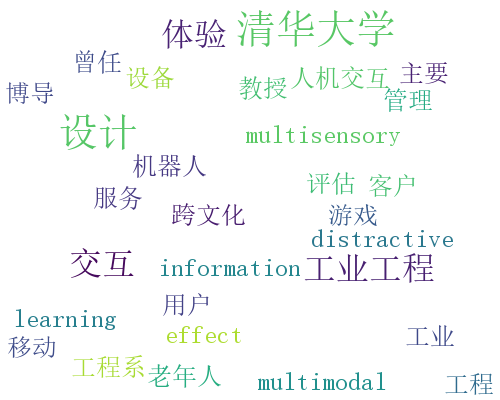 体验 清华大学
曾任 设备 教授 人机交互 主要
博导 管理
设计 multisensory
机器人
服务 评估 客户
跨文化 游戏
distractive
交互 information 工业工程
用户
learning effect
移动 工业
工程系 老年人 multimodal 工程